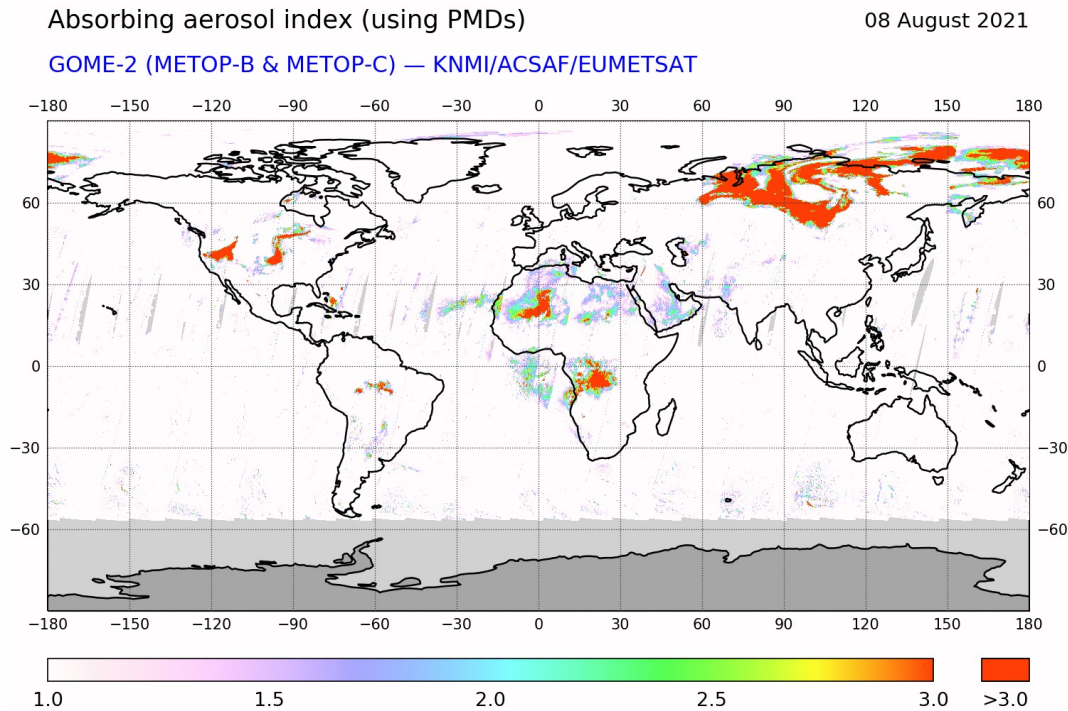 Absorbing aerosol index (using PMDs) 08 August 2021
GOME-2 (METOP-B & METOP-C) — KNMI/ACSAF/EUMETSAT
−180 −150 −120 −90 −60 −30 0 30 60 90 120 150 180
60 60
30 30
0 0
−30 −30
−60 −60
−180 −150 −120 −90 −60 −30 0 30 60 90 120 150 180
1.0 1.5 2.0 2.5 3.0 >3.0